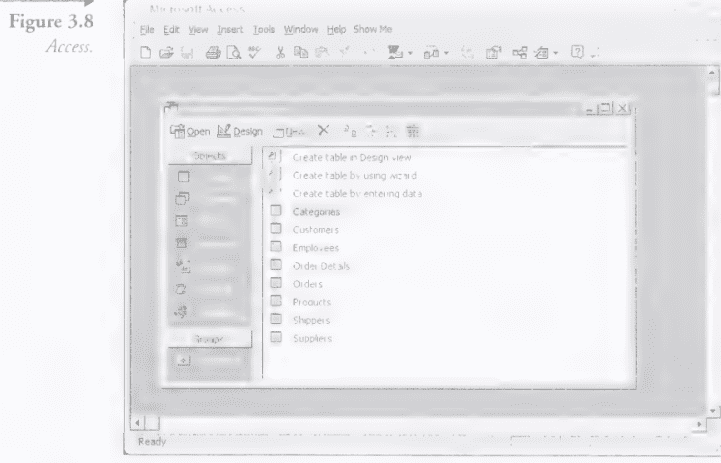 Figure 3.8
Access.
Microsoft Access
File Edit View Insert Tools Window Help Show Me
Open Design New
Objects
Create table in Design view
Create table by using wizard
Create table by entering data
Categories
Customers
Employees
Order Details
Orders
Products
Shippers
Suppliers
Groups
Ready